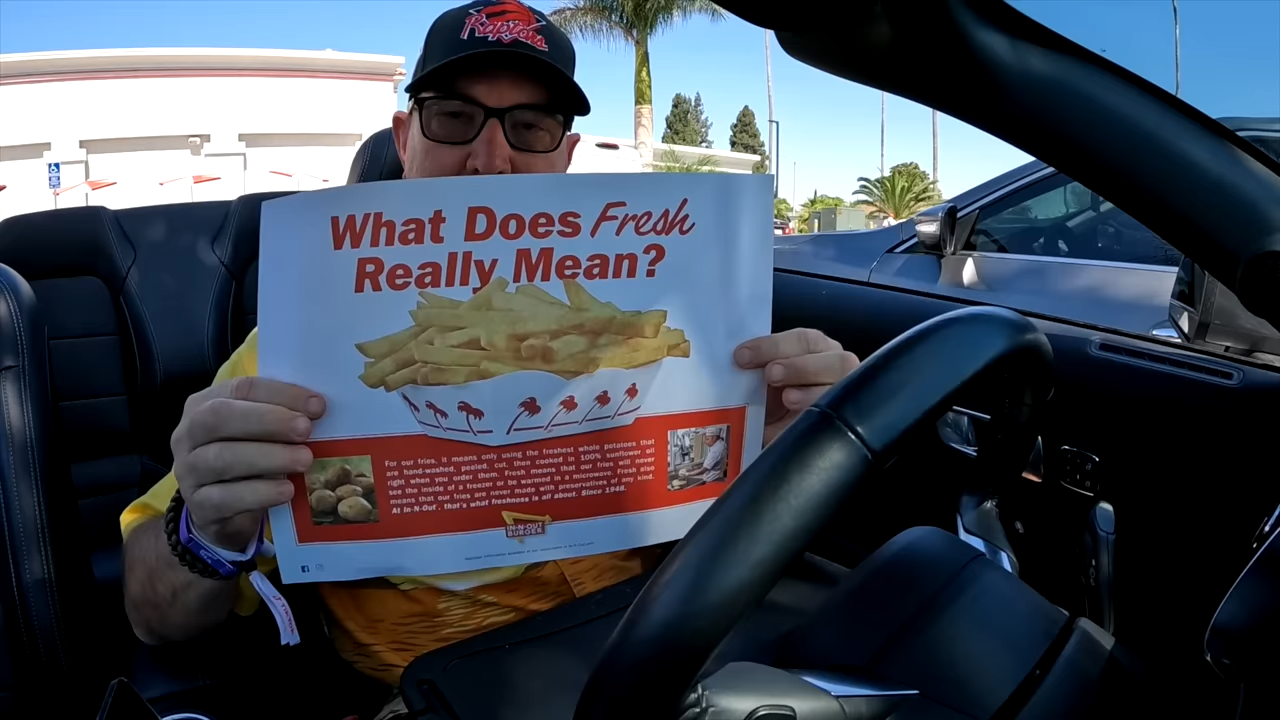 Raptors
What Does Fresh
Really Mean?
For our fries, it means only using the freshest whole potatoes that
are hand-washed, peeled, cut, then cooked in 100% sunflower oil
right when you order them. Fresh means that our fries will never
see the inside of a freezer or be warmed in a microwave. Fresh also
means that our fries are never made with preservatives of any kind.
At In-N-Out, that's what freshness is all about. Since 1948.
IN-N-OUT
BURGER